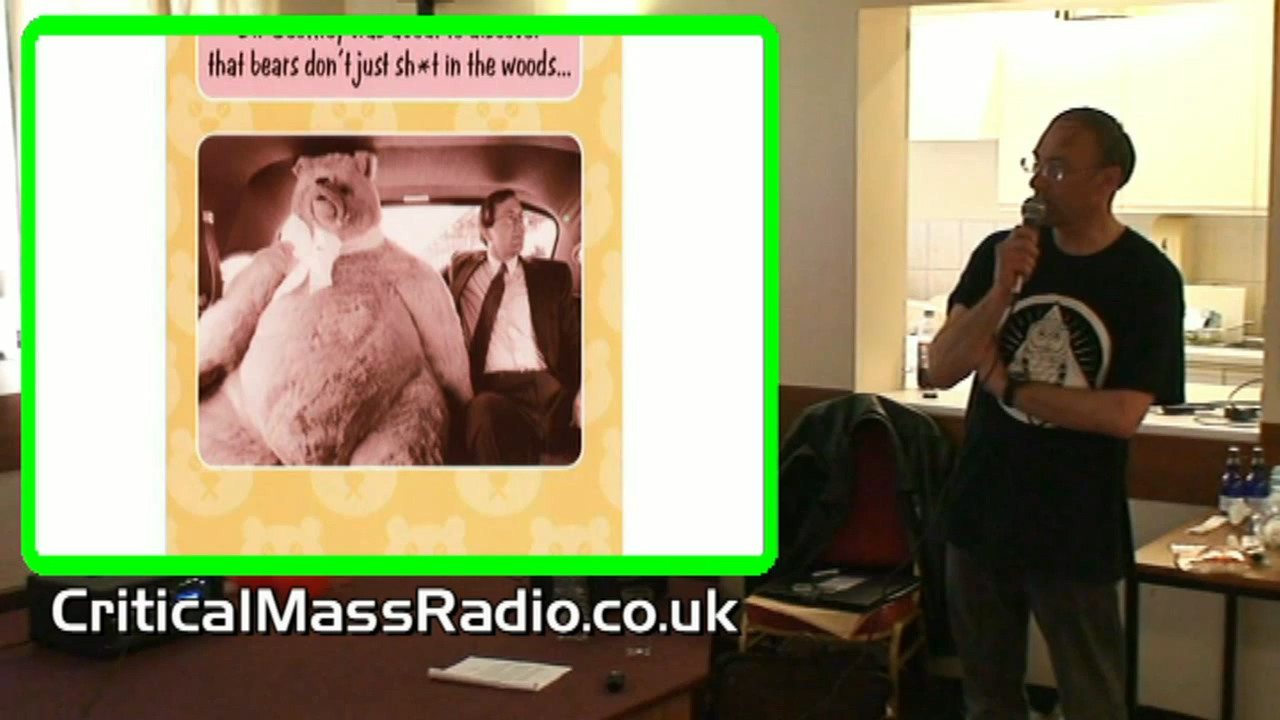 that bears don't just sh*t in the woods...
CriticalMassRadio.co.uk